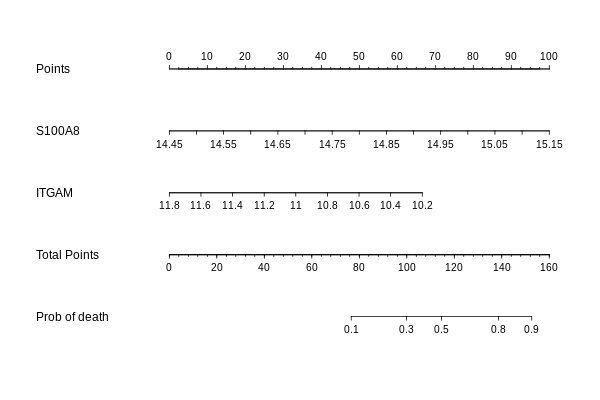 0 10 20 30 40 50 60 70 80 90 100
Points
S100A8
14.45 14.55 14.65 14.75 14.85 14.95 15.05 15.15
ITGAM
11.8 11.6 11.4 11.2 11 10.8 10.6 10.4 10.2
Total Points
0 20 40 60 80 100 120 140 160
Prob of death
0.1 0.3 0.5 0.8 0.9